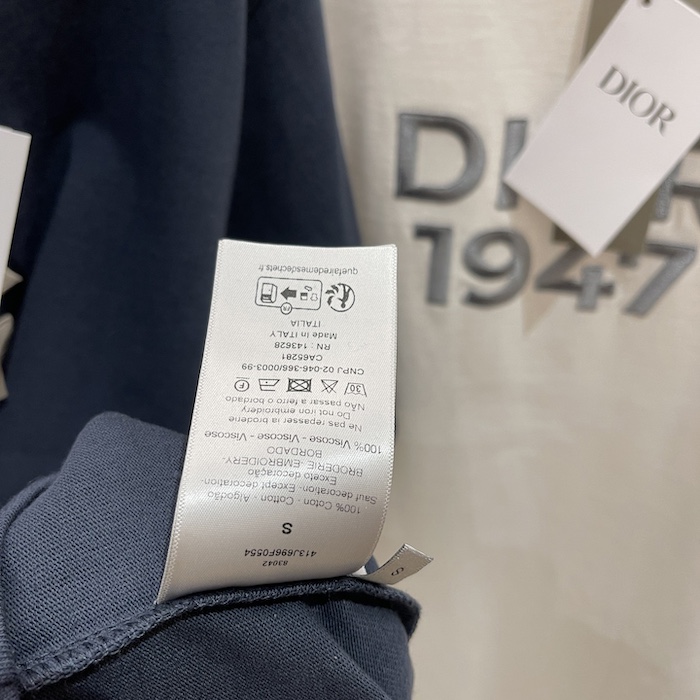 DIOR
DIOR
1947
83042
413J696F0554
S
100% Coton - Cotton - Algodão
Sauf décoration- Except decoration-
Exceto decoração
BRODERIE -EMBROIDERY-
BORDADO
100% Viscose - Viscose - Viscose
Ne pas repasser la broderie
Do not iron embroidery
Não passar a ferro o bordado
30
F
CNPJ 02-046-366/0003-99
CA65281
RN : 143628
Made in ITALY
ITALIA
FR
quefairedemesdechets.fr
S